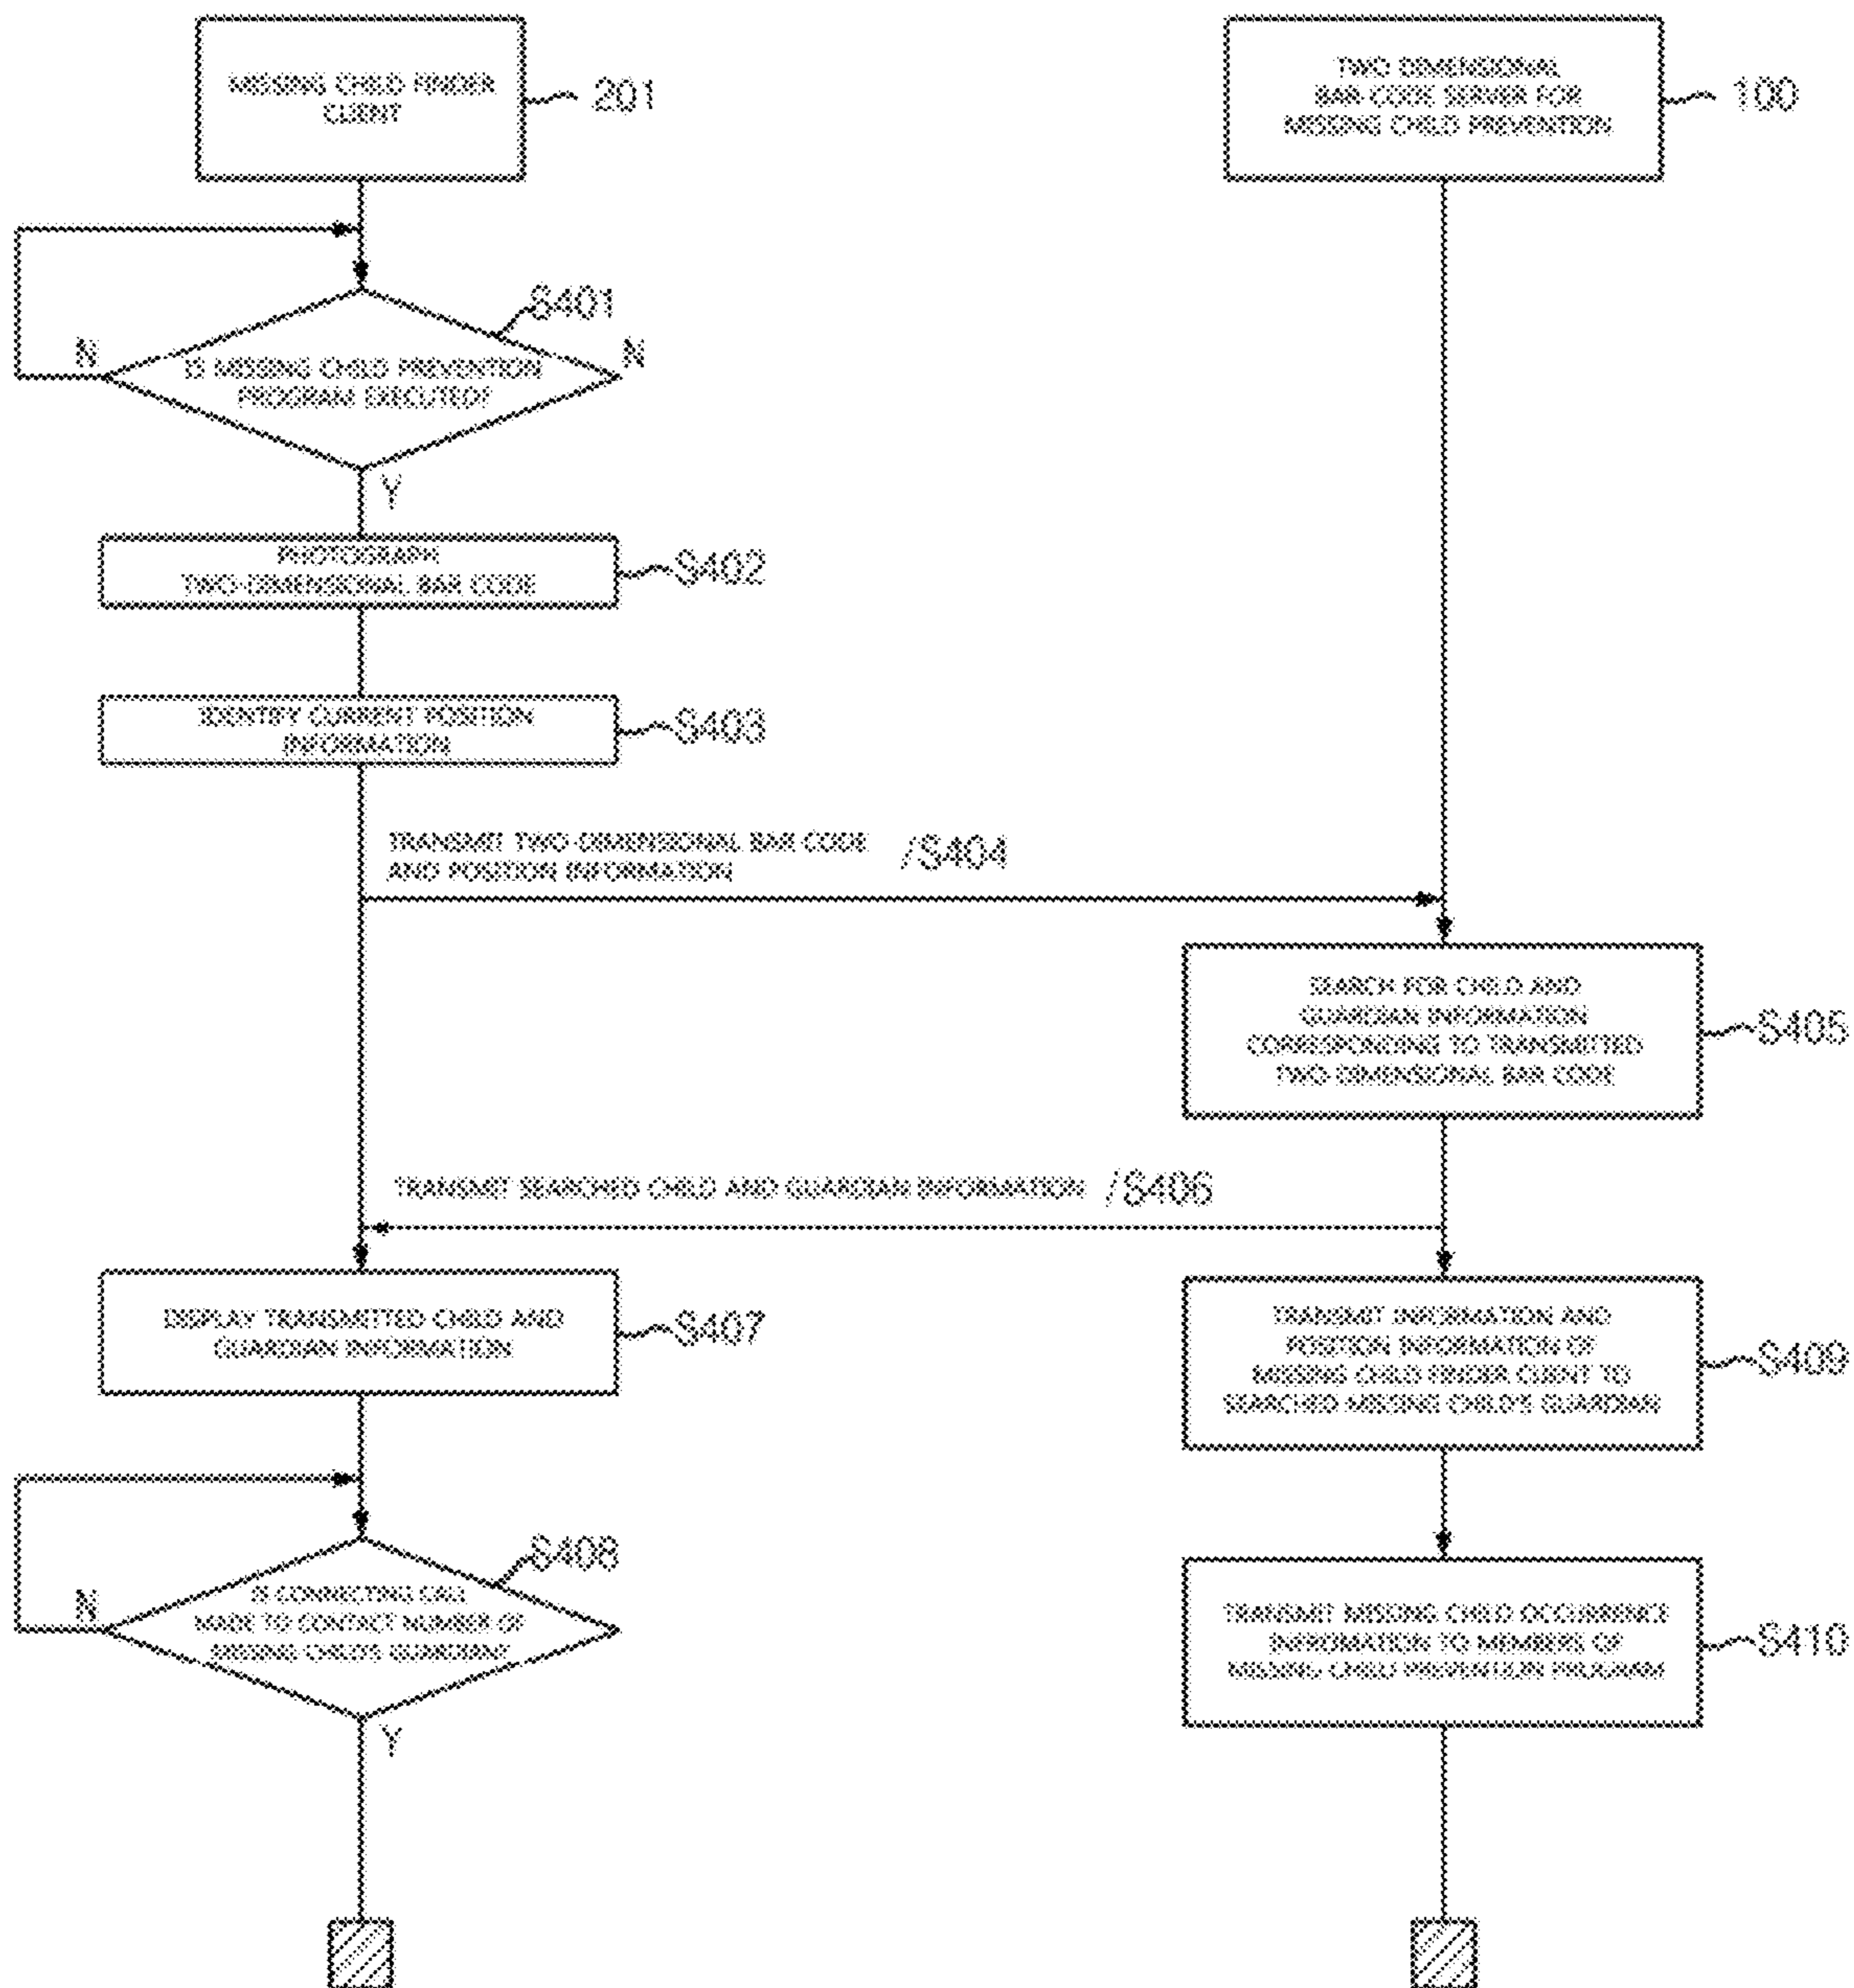 MISSING CHILD FINDER
CLIENT
201
TWO DIMENSIONAL
BAR CODE SERVER FOR
MISSING CHILD PREVENTION
100
S401
N
N
IS MISSING CHILD PREVENTION
PROGRAM EXECUTED?
Y
PHOTOGRAPH
TWO-DIMENSIONAL BAR CODE
S402
IDENTIFY CURRENT POSITION
INFORMATION
S403
TRANSMIT TWO-DIMENSIONAL BAR CODE
AND POSITION INFORMATION
/S404
SEARCH FOR CHILD AND
GUARDIAN INFORMATION
CORRESPONDING TO TRANSMITTED
TWO-DIMENSIONAL BAR CODE
S405
TRANSMIT SEARCHED CHILD AND GUARDIAN INFORMATION /S406
DISPLAY TRANSMITTED CHILD AND
GUARDIAN INFORMATION
S407
TRANSMIT INFORMATION AND
POSITION INFORMATION OF
MISSING CHILD FINDER CLIENT TO
SEARCHED MISSING CHILD'S GUARDIAN
S409
S408
N
IS CONNECTING CALL
MADE TO CONTACT NUMBER OF
MISSING CHILD'S GUARDIAN?
Y
TRANSMIT MISSING CHILD OCCURRENCE
INFROMATION TO MEMBERS OF
MISSING CHILD PREVENTION PROGRAM
S410